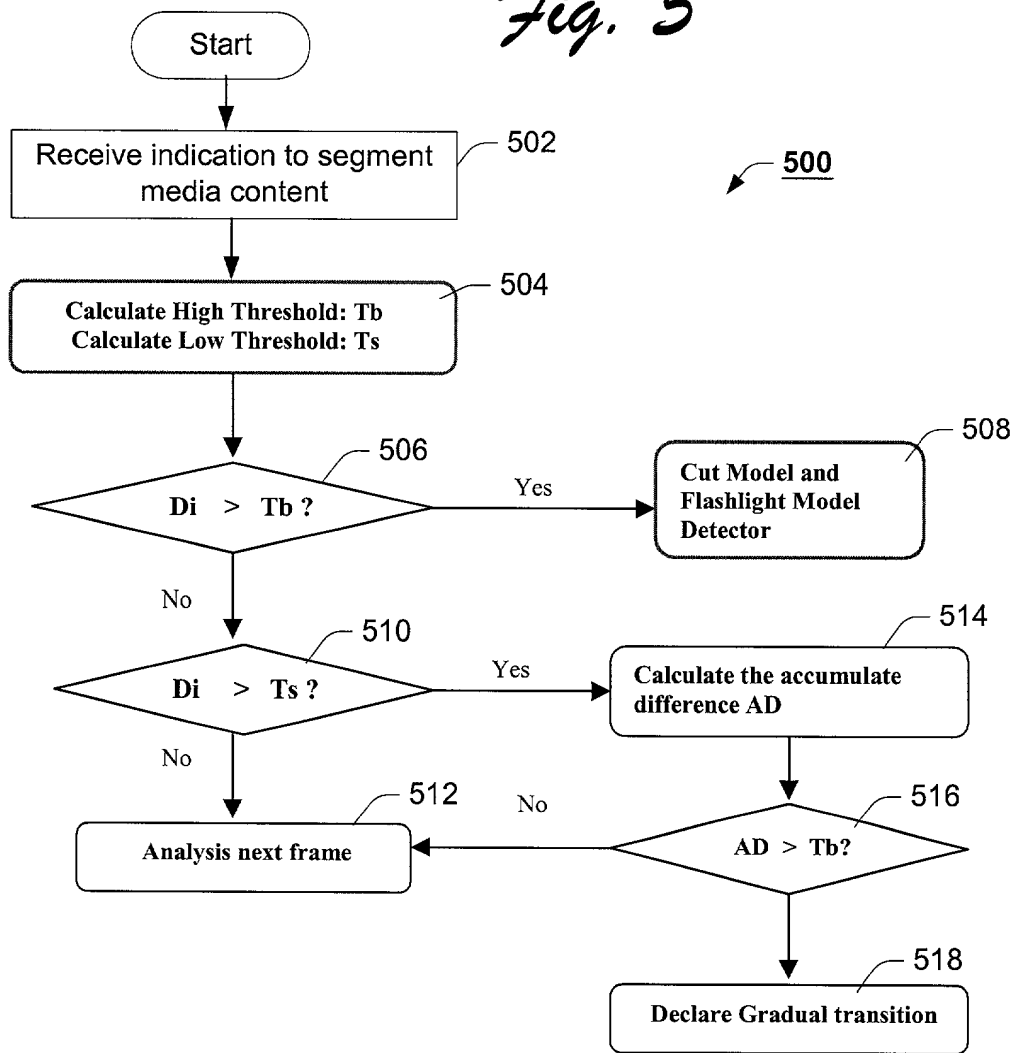 Fig. 5
Start
Receive indication to segment
media content
502
500
504
Calculate High Threshold: Tb
Calculate Low Threshold: Ts
506
Di > Tb ?
Yes
508
Cut Model and
Flashlight Model
Detector
No
510
Di > Ts ?
Yes
514
Calculate the accumulate
difference AD
No
512
Analysis next frame
No
516
AD > Tb?
518
Declare Gradual transition